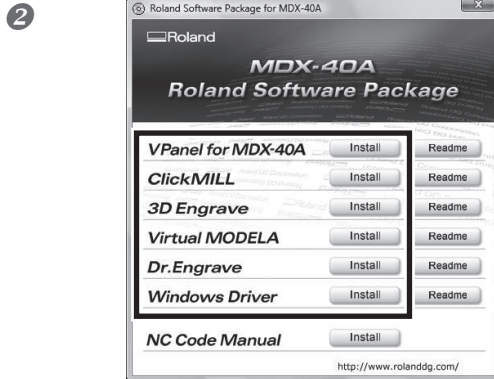 2
Roland Software Package for MDX-40A
Roland
MDX-40A
Roland Software Package
VPanel for MDX-40A Install Readme
ClickMILL Install Readme
3D Engrave Install Readme
Virtual MODELA Install Readme
Dr.Engrave Install Readme
Windows Driver Install Readme
NC Code Manual Install
http://www.rolanddg.com/